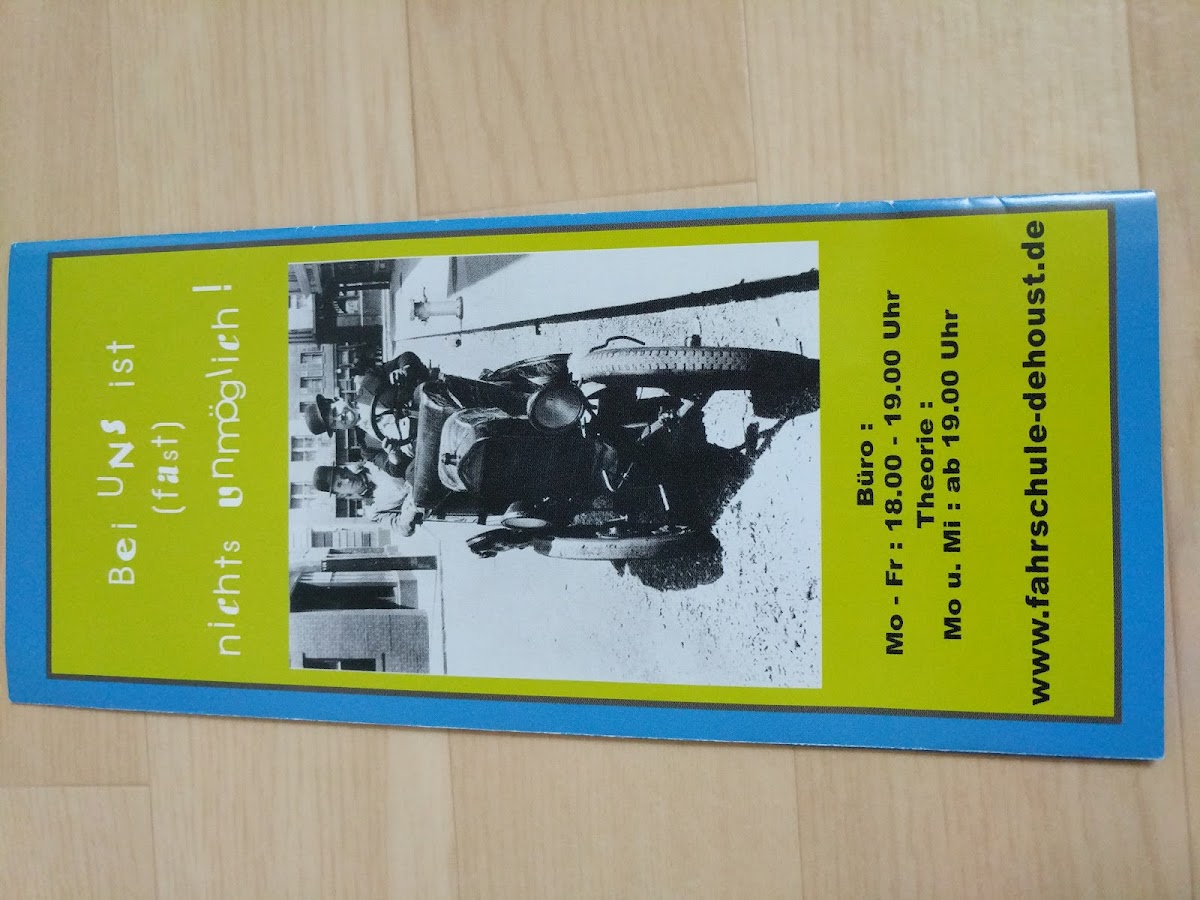 Bei UNS ist
(fast)
nichts unmöglich!
Büro :
Mo - Fr : 18.00 - 19.00 Uhr
Theorie :
Mo u. Mi : ab 19.00 Uhr
www.fahrschule-dehoust.de